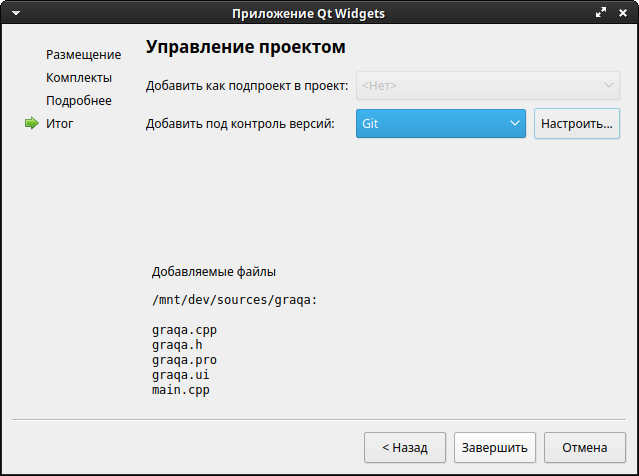 Приложение Qt Widgets
Размещение
Комплекты
Подробнее
Итог
Управление проектом
Добавить как подпроект в проект:
<Нет>
Добавить под контроль версий:
Git
Настроить...
Добавляемые файлы
/mnt/dev/sources/graqa:
graqa.cpp
graqa.h
graqa.pro
graqa.ui
main.cpp
< Назад
Завершить
Отмена